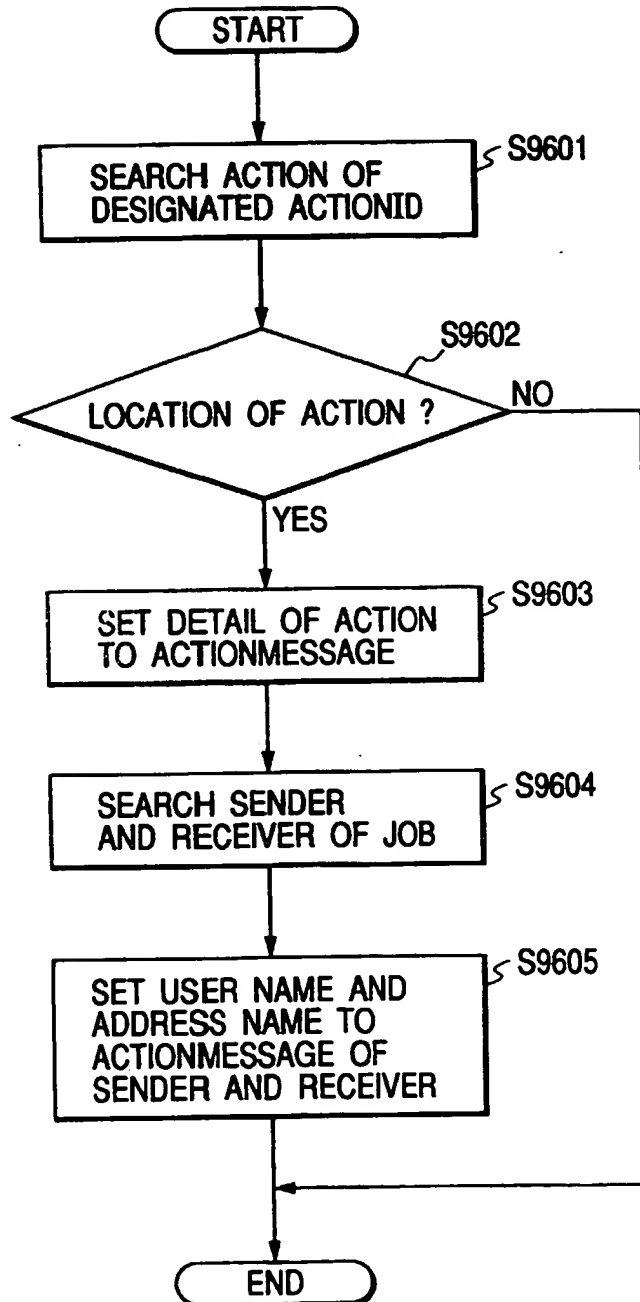 START
S9601
SEARCH ACTION OF
DESIGNATED ACTIONID
S9602
LOCATION OF ACTION ?
NO
YES
S9603
SET DETAIL OF ACTION
TO ACTIONMESSAGE
S9604
SEARCH SENDER
AND RECEIVER OF JOB
S9605
SET USER NAME AND
ADDRESS NAME TO
ACTIONMESSAGE OF
SENDER AND RECEIVER
END